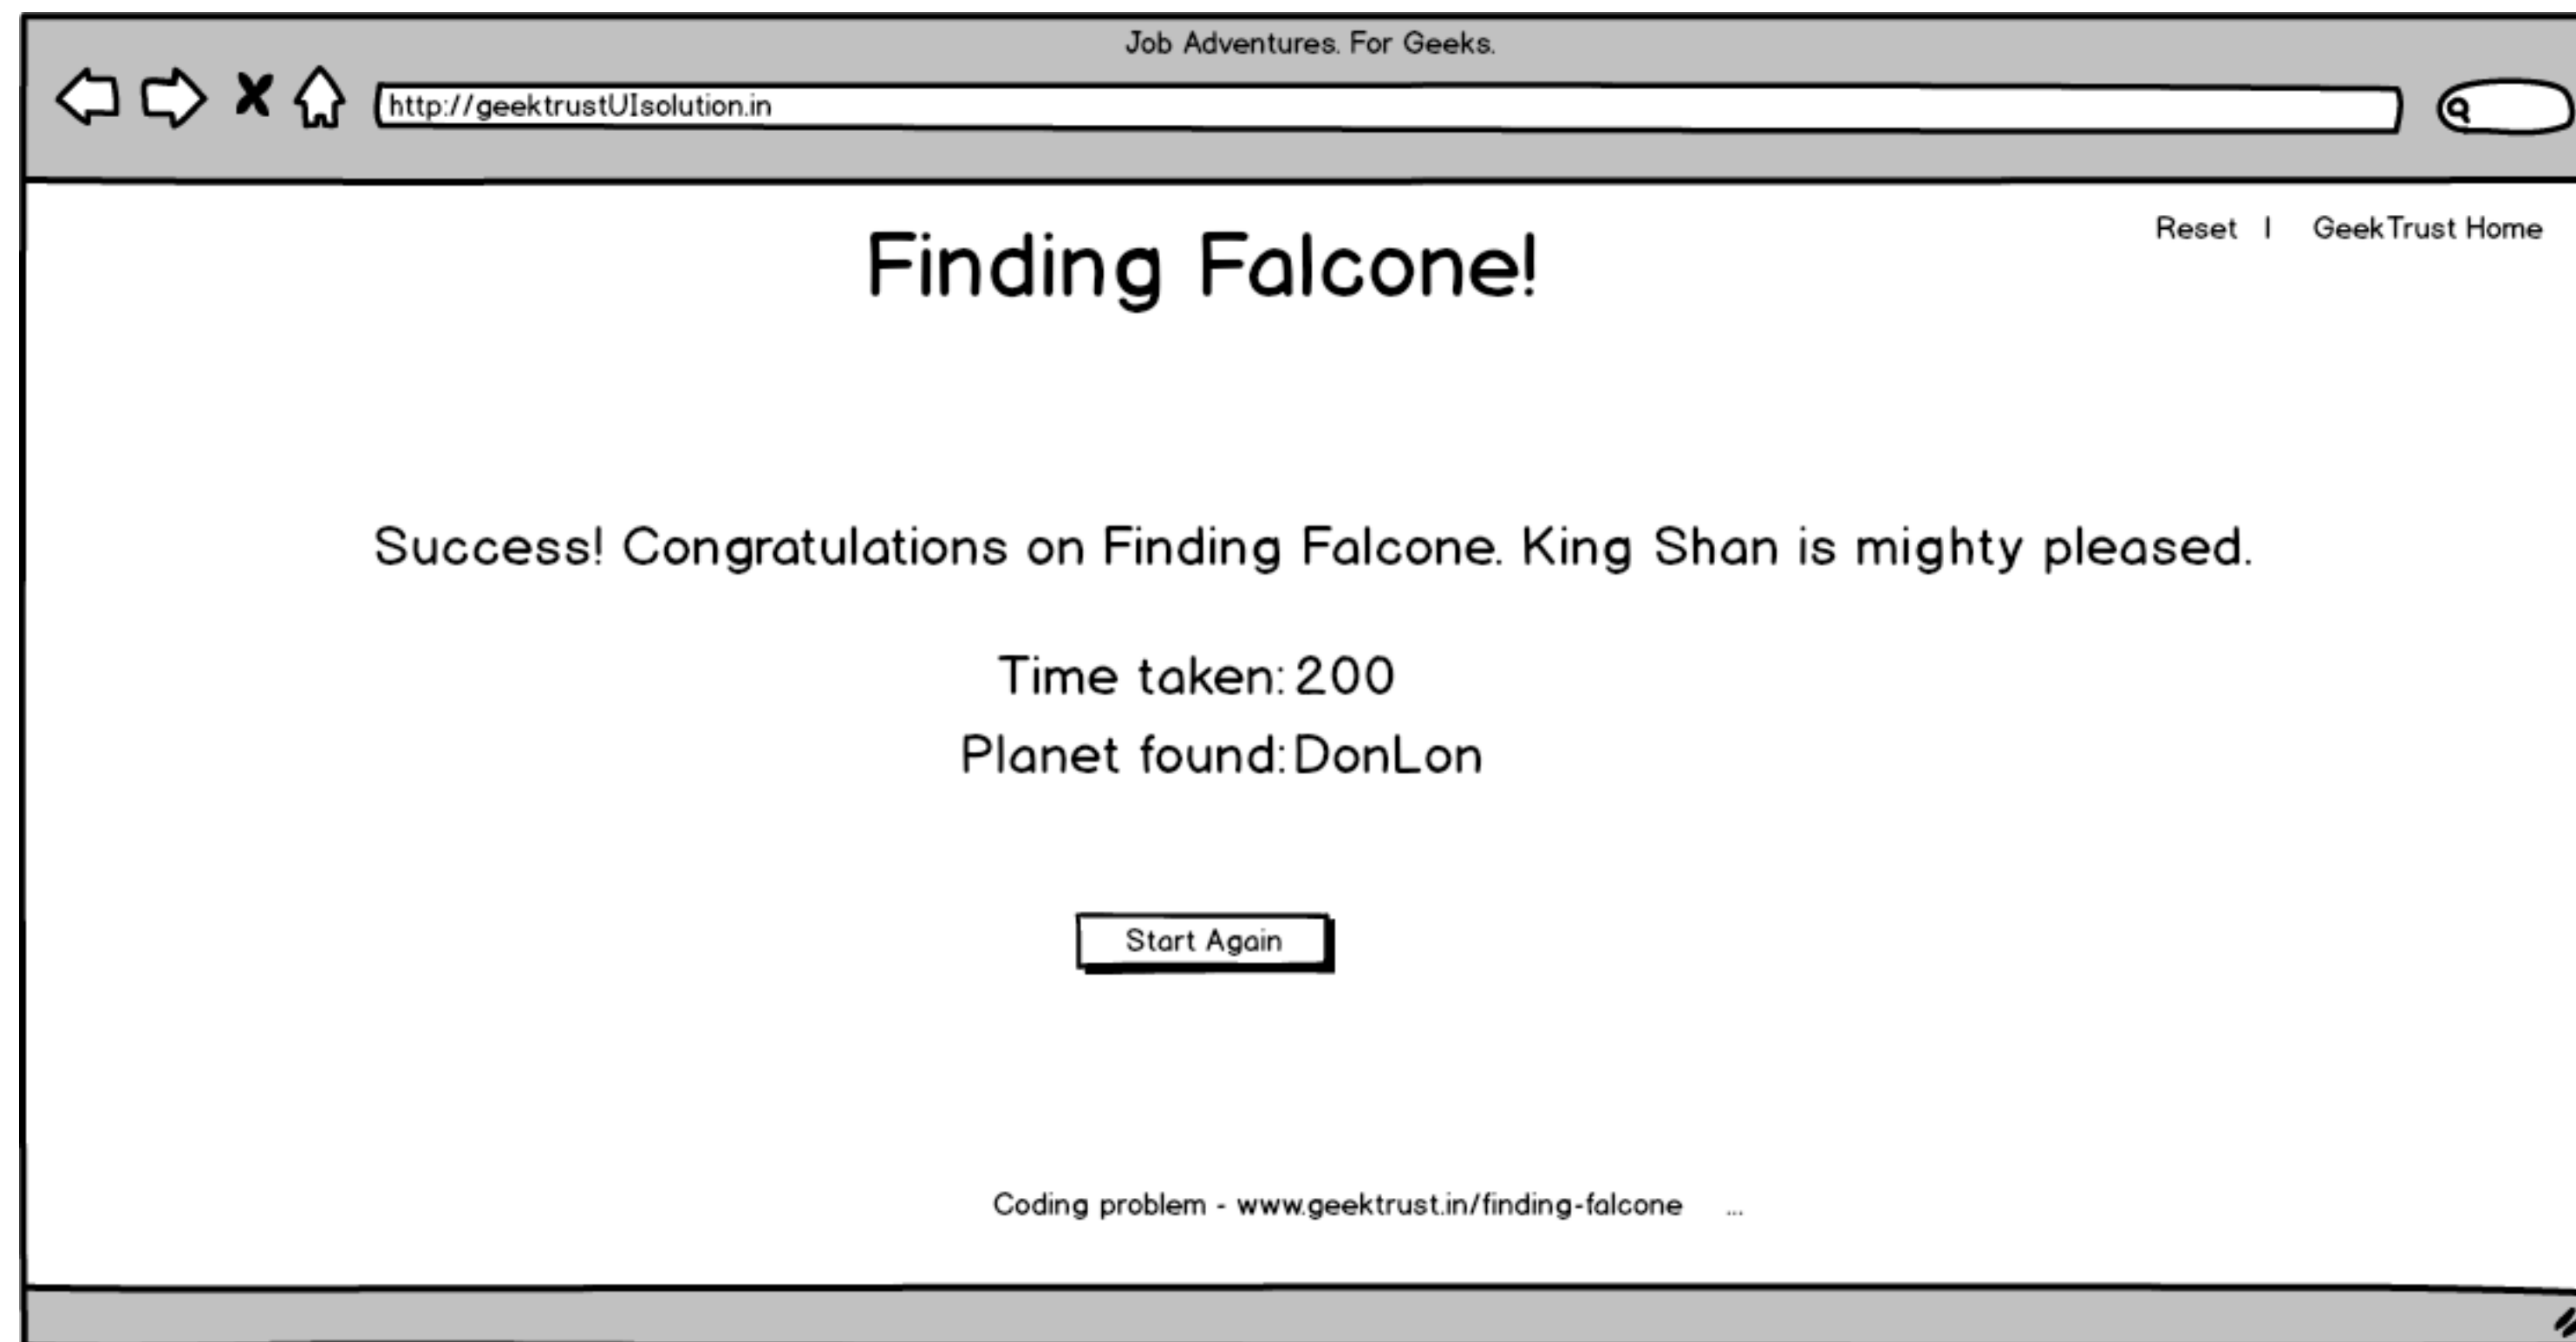 Job Adventures. For Geeks.
http://geektrustUIsolution.in
Reset | GeekTrust Home
Finding Falcone!
Success! Congratulations on Finding Falcone. King Shan is mighty pleased.
Time taken: 200
Planet found: DonLon
Start Again
Coding problem - www.geektrust.in/finding-falcone ...